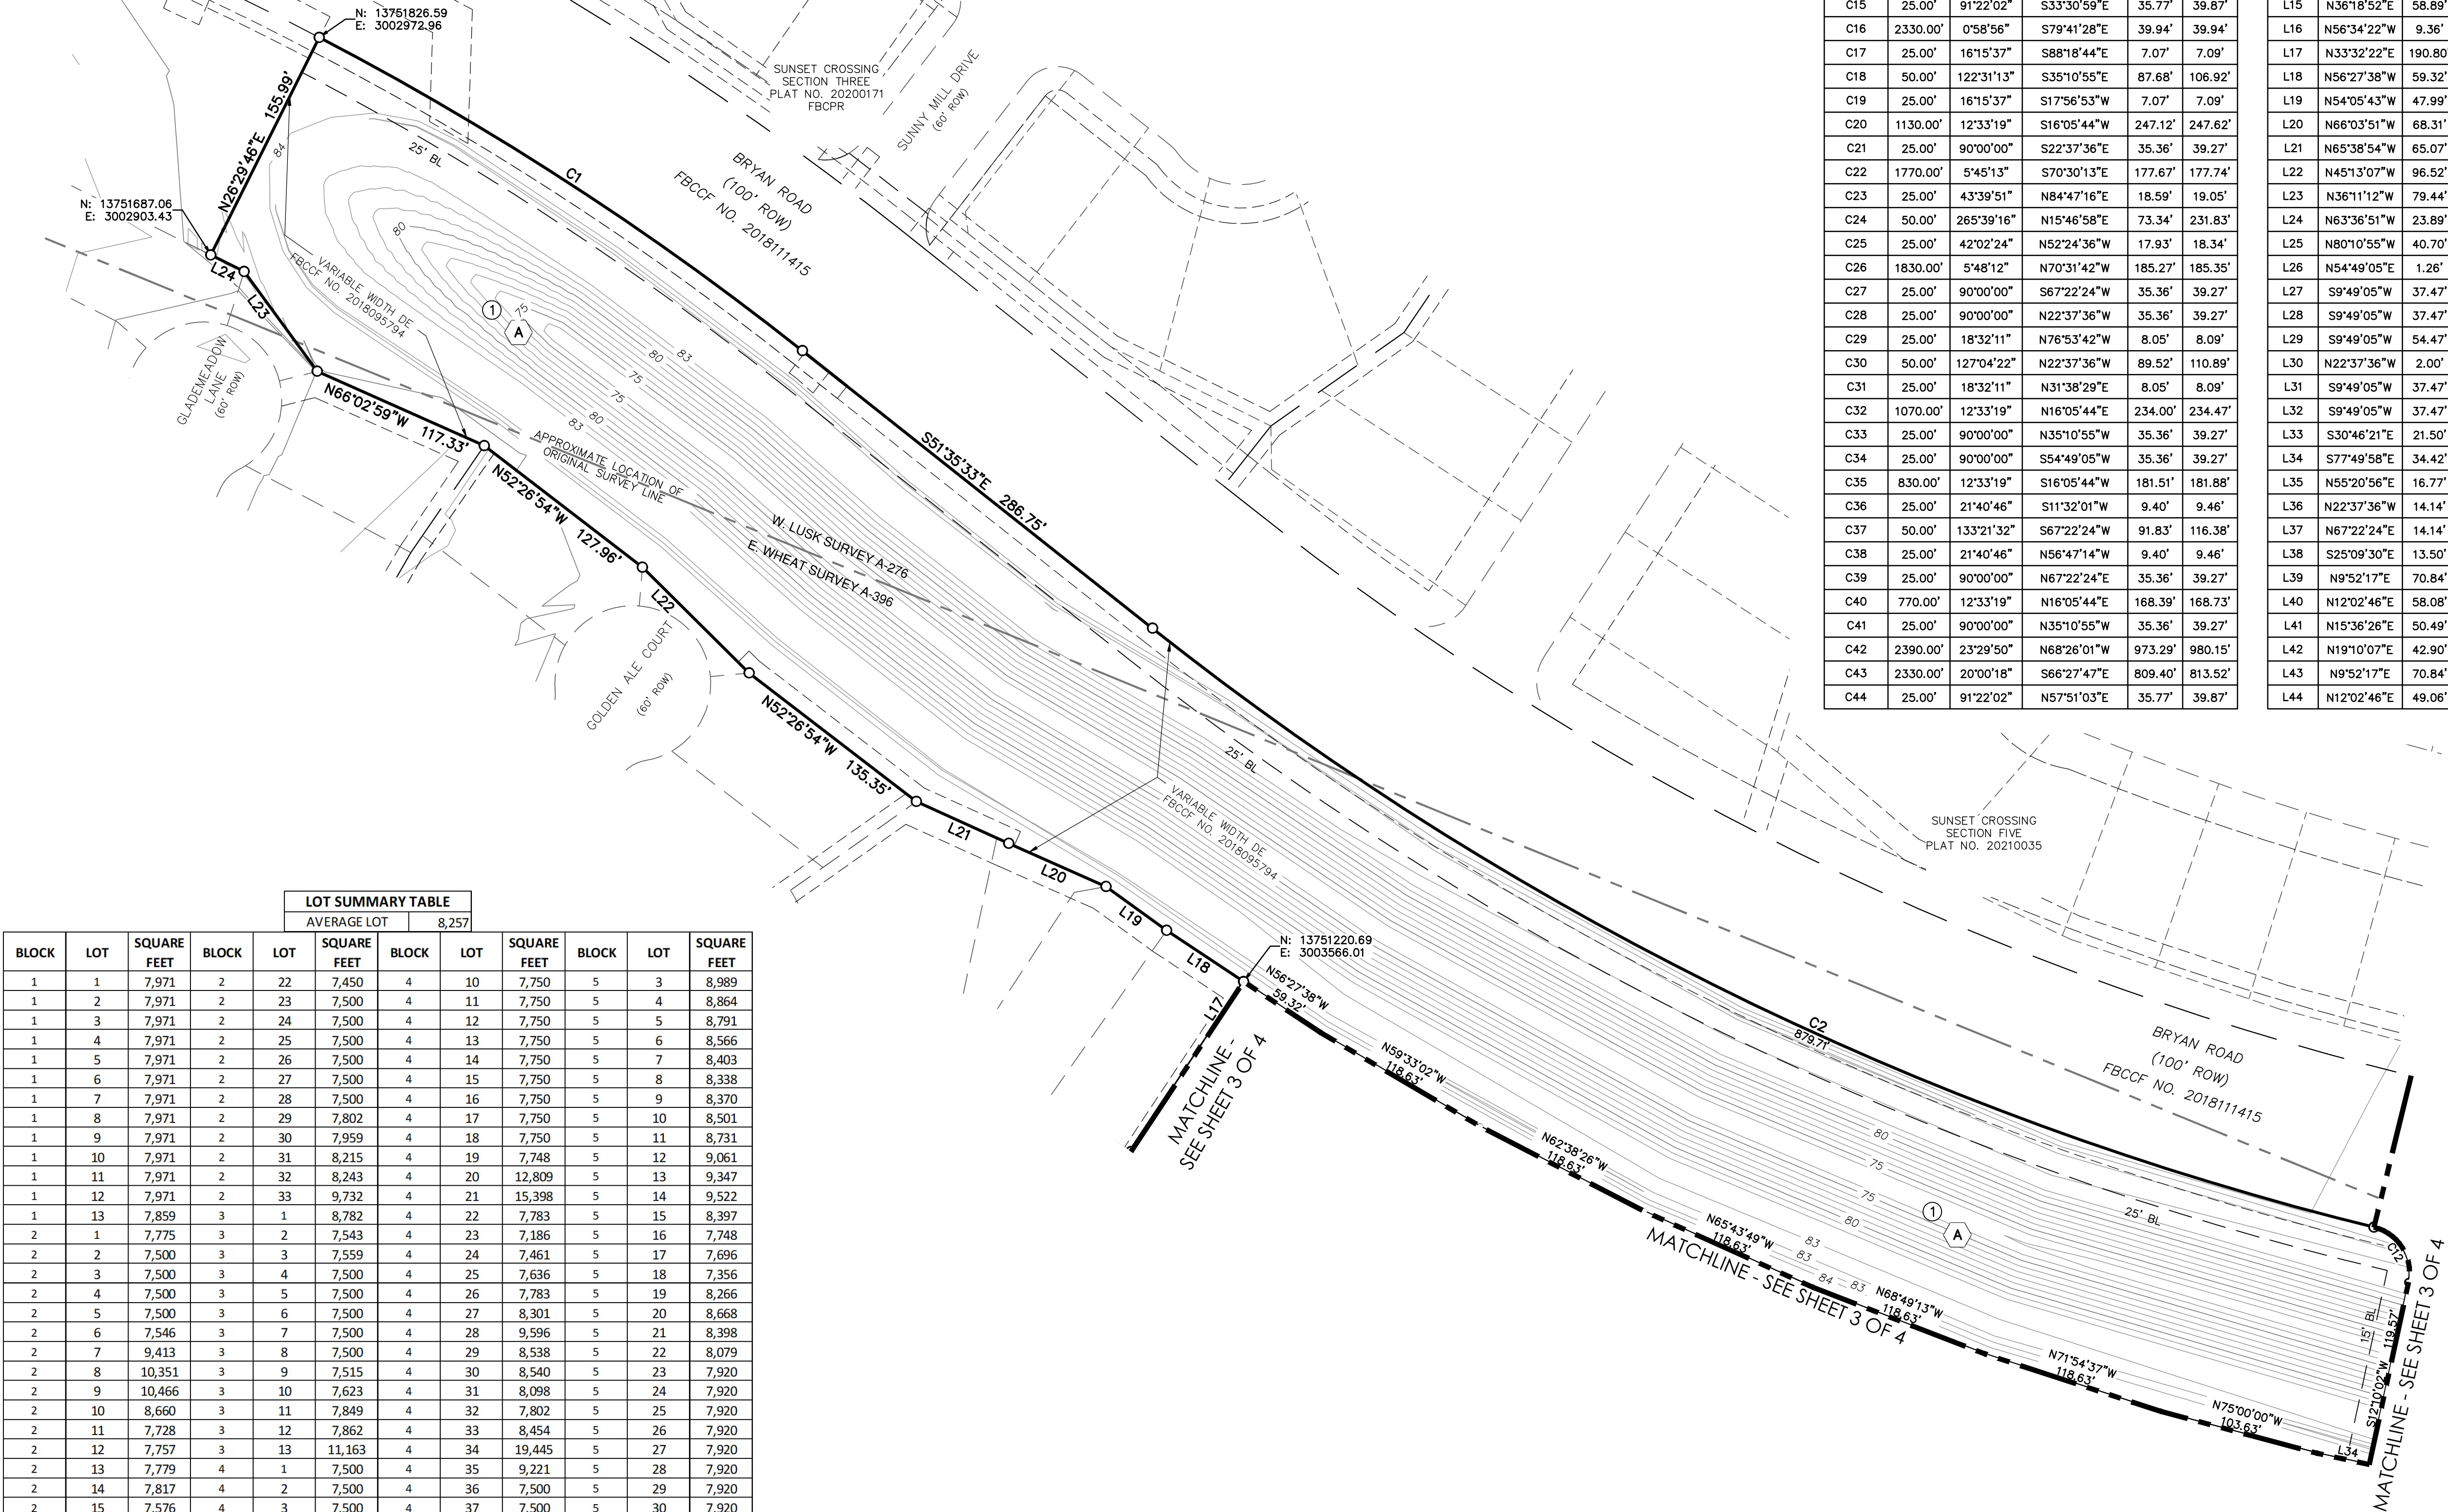 N: 13751826.59
E: 3002972.96
N26°29'46"E 155.99'
N: 13751687.06
E: 3002903.43
84
25' BL
C1
SUNSET CROSSING
SECTION THREE
PLAT NO. 20200171
FBCPR
SUNNY MILL DRIVE
(60' ROW)
BRYAN ROAD
(100' ROW)
FBCCF NO. 2018111415
80
75
1
A
L24
L23
VARIABLE WIDTH DE
FBCCF NO. 2018095794
GLADEMEADOW
LANE
(60' ROW)
N66°02'59"W 117.33'
80
83
75
75
80
83
APPROXIMATE LOCATION OF
ORIGINAL SURVEY LINE
N52°26'54"W 127.96'
S51°35'33"E 286.75'
W. LUSK SURVEY A-276
E. WHEAT SURVEY A-396
L22
GOLDEN ALE COURT
(60' ROW)
N52°26'54"W 135.35'
25' BL
VARIABLE WIDTH DE
FBCCF NO. 2018095794
L21
L20
L19
L18
L17
N: 13751220.69
E: 3003566.01
MATCHLINE -
SEE SHEET 3 OF 4
N56°27'38"W
59.32'
N59°33'02"W
118.63'
N62°38'26"W
118.63'
N65°43'49"W
118.63'
N68°49'13"W
118.63'
N71°54'37"W
118.63'
N75°00'00"W
103.63'
L34
MATCHLINE - SEE SHEET 3 OF 4
C2
879.71'
SUNSET CROSSING
SECTION FIVE
PLAT NO. 20210035
BRYAN ROAD
(100' ROW)
FBCCF NO. 2018111415
80
75
75
80
83
83
84
83
1
A
25' BL
C12
15' BL
S12°10'02"W 119.57'
MATCHLINE - SEE SHEET 3 OF 4
C15 25.00' 91°22'02" S33°30'59"E 35.77' 39.87'
C16 2330.00' 0°58'56" S79°41'28"E 39.94' 39.94'
C17 25.00' 16°15'37" S88°18'44"E 7.07' 7.09'
C18 50.00' 122°31'13" S35°10'55"E 87.68' 106.92'
C19 25.00' 16°15'37" S17°56'53"W 7.07' 7.09'
C20 1130.00' 12°33'19" S16°05'44"W 247.12' 247.62'
C21 25.00' 90°00'00" S22°37'36"E 35.36' 39.27'
C22 1770.00' 5°45'13" S70°30'13"E 177.67' 177.74'
C23 25.00' 43°39'51" N84°47'16"E 18.59' 19.05'
C24 50.00' 265°39'16" N15°46'58"E 73.34' 231.83'
C25 25.00' 42°02'24" N52°24'36"W 17.93' 18.34'
C26 1830.00' 5°48'12" N70°31'42"W 185.27' 185.35'
C27 25.00' 90°00'00" S67°22'24"W 35.36' 39.27'
C28 25.00' 90°00'00" N22°37'36"W 35.36' 39.27'
C29 25.00' 18°32'11" N76°53'42"W 8.05' 8.09'
C30 50.00' 127°04'22" N22°37'36"W 89.52' 110.89'
C31 25.00' 18°32'11" N31°38'29"E 8.05' 8.09'
C32 1070.00' 12°33'19" N16°05'44"E 234.00' 234.47'
C33 25.00' 90°00'00" N35°10'55"W 35.36' 39.27'
C34 25.00' 90°00'00" S54°49'05"W 35.36' 39.27'
C35 830.00' 12°33'19" S16°05'44"W 181.51' 181.88'
C36 25.00' 21°40'46" S11°32'01"W 9.40' 9.46'
C37 50.00' 133°21'32" S67°22'24"W 91.83' 116.38'
C38 25.00' 21°40'46" N56°47'14"W 9.40' 9.46'
C39 25.00' 90°00'00" N67°22'24"E 35.36' 39.27'
C40 770.00' 12°33'19" N16°05'44"E 168.39' 168.73'
C41 25.00' 90°00'00" N35°10'55"W 35.36' 39.27'
C42 2390.00' 23°29'50" N68°26'01"W 973.29' 980.15'
C43 2330.00' 20°00'18" S66°27'47"E 809.40' 813.52'
C44 25.00' 91°22'02" N57°51'03"E 35.77' 39.87'
L15 N36°18'52"E 58.89'
L16 N56°34'22"W 9.36'
L17 N33°32'22"E 190.80'
L18 N56°27'38"W 59.32'
L19 N54°05'43"W 47.99'
L20 N66°03'51"W 68.31'
L21 N65°38'54"W 65.07'
L22 N45°13'07"W 96.52'
L23 N36°11'12"W 79.44'
L24 N63°36'51"W 23.89'
L25 N80°10'55"W 40.70'
L26 N54°49'05"E 1.26'
L27 S9°49'05"W 37.47'
L28 S9°49'05"W 37.47'
L29 S9°49'05"W 54.47'
L30 N22°37'36"W 2.00'
L31 S9°49'05"W 37.47'
L32 S9°49'05"W 37.47'
L33 S30°46'21"E 21.50'
L34 S77°49'58"E 34.42'
L35 N55°20'56"E 16.77'
L36 N22°37'36"W 14.14'
L37 N67°22'24"E 14.14'
L38 S25°09'30"E 13.50'
L39 N9°52'17"E 70.84'
L40 N12°02'46"E 58.08'
L41 N15°36'26"E 50.49'
L42 N19°10'07"E 42.90'
L43 N9°52'17"E 70.84'
L44 N12°02'46"E 49.06'
LOT SUMMARY TABLE
AVERAGE LOT 8,257
BLOCK LOT SQUARE FEET BLOCK LOT SQUARE FEET BLOCK LOT SQUARE FEET BLOCK LOT SQUARE FEET
1 1 7,971 2 22 7,450 4 10 7,750 5 3 8,989
1 2 7,971 2 23 7,500 4 11 7,750 5 4 8,864
1 3 7,971 2 24 7,500 4 12 7,750 5 5 8,791
1 4 7,971 2 25 7,500 4 13 7,750 5 6 8,566
1 5 7,971 2 26 7,500 4 14 7,750 5 7 8,403
1 6 7,971 2 27 7,500 4 15 7,750 5 8 8,338
1 7 7,971 2 28 7,500 4 16 7,750 5 9 8,370
1 8 7,971 2 29 7,802 4 17 7,750 5 10 8,501
1 9 7,971 2 30 7,959 4 18 7,750 5 11 8,731
1 10 7,971 2 31 8,215 4 19 7,748 5 12 9,061
1 11 7,971 2 32 8,243 4 20 12,809 5 13 9,347
1 12 7,971 2 33 9,732 4 21 15,398 5 14 9,522
1 13 7,859 3 1 8,782 4 22 7,783 5 15 8,397
2 1 7,775 3 2 7,543 4 23 7,186 5 16 7,748
2 2 7,500 3 3 7,559 4 24 7,461 5 17 7,696
2 3 7,500 3 4 7,500 4 25 7,636 5 18 7,356
2 4 7,500 3 5 7,500 4 26 7,783 5 19 8,266
2 5 7,500 3 6 7,500 4 27 8,301 5 20 8,668
2 6 7,546 3 7 7,500 4 28 9,596 5 21 8,398
2 7 9,413 3 8 7,500 4 29 8,538 5 22 8,079
2 8 10,351 3 9 7,515 4 30 8,540 5 23 7,920
2 9 10,466 3 10 7,623 4 31 8,098 5 24 7,920
2 10 8,660 3 11 7,849 4 32 7,802 5 25 7,920
2 11 7,728 3 12 7,862 4 33 8,454 5 26 7,920
2 12 7,757 3 13 11,163 4 34 19,445 5 27 7,920
2 13 7,779 4 1 7,500 4 35 9,221 5 28 7,920
2 14 7,817 4 2 7,500 4 36 7,500 5 29 7,920
2 15 7,576 4 3 7,500 4 37 7,500 5 30 7,920